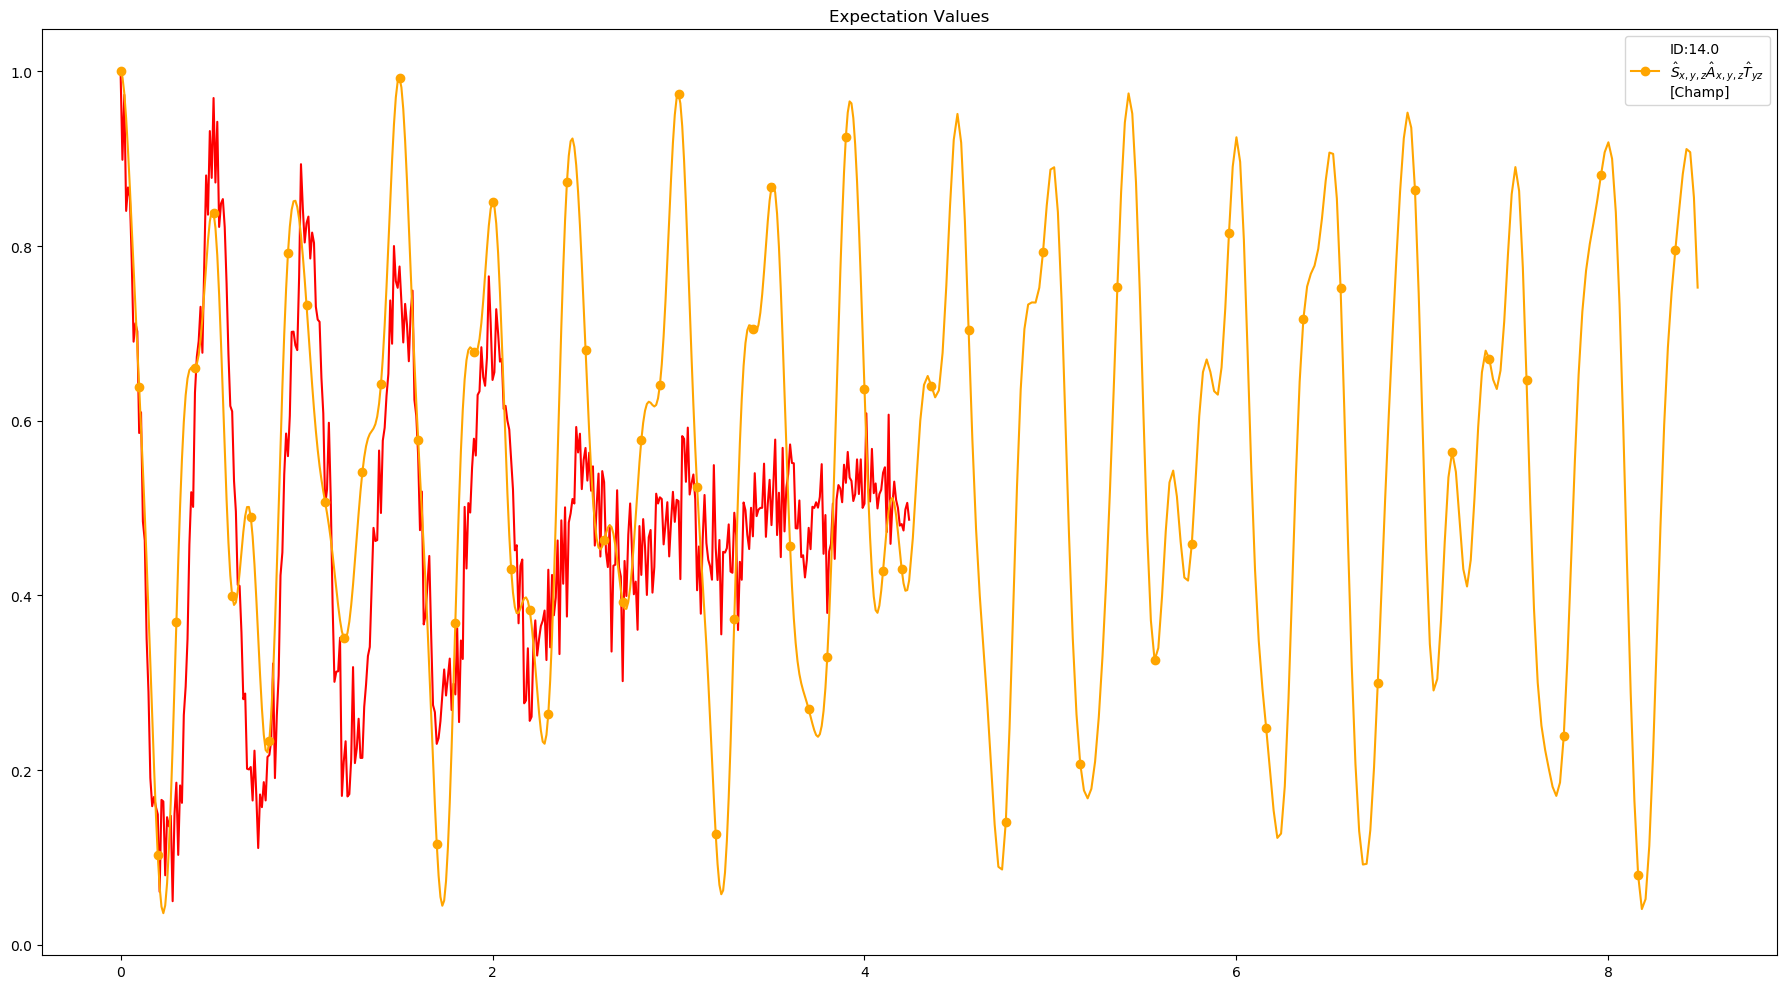 Expectation Values
ID:14.0
$\hat{S}_{x,y,z}\hat{A}_{x,y,z}\hat{T}_{yz}$
[Champ]
1.0
0.8
0.6
0.4
0.2
0.0
0 2 4 6 8